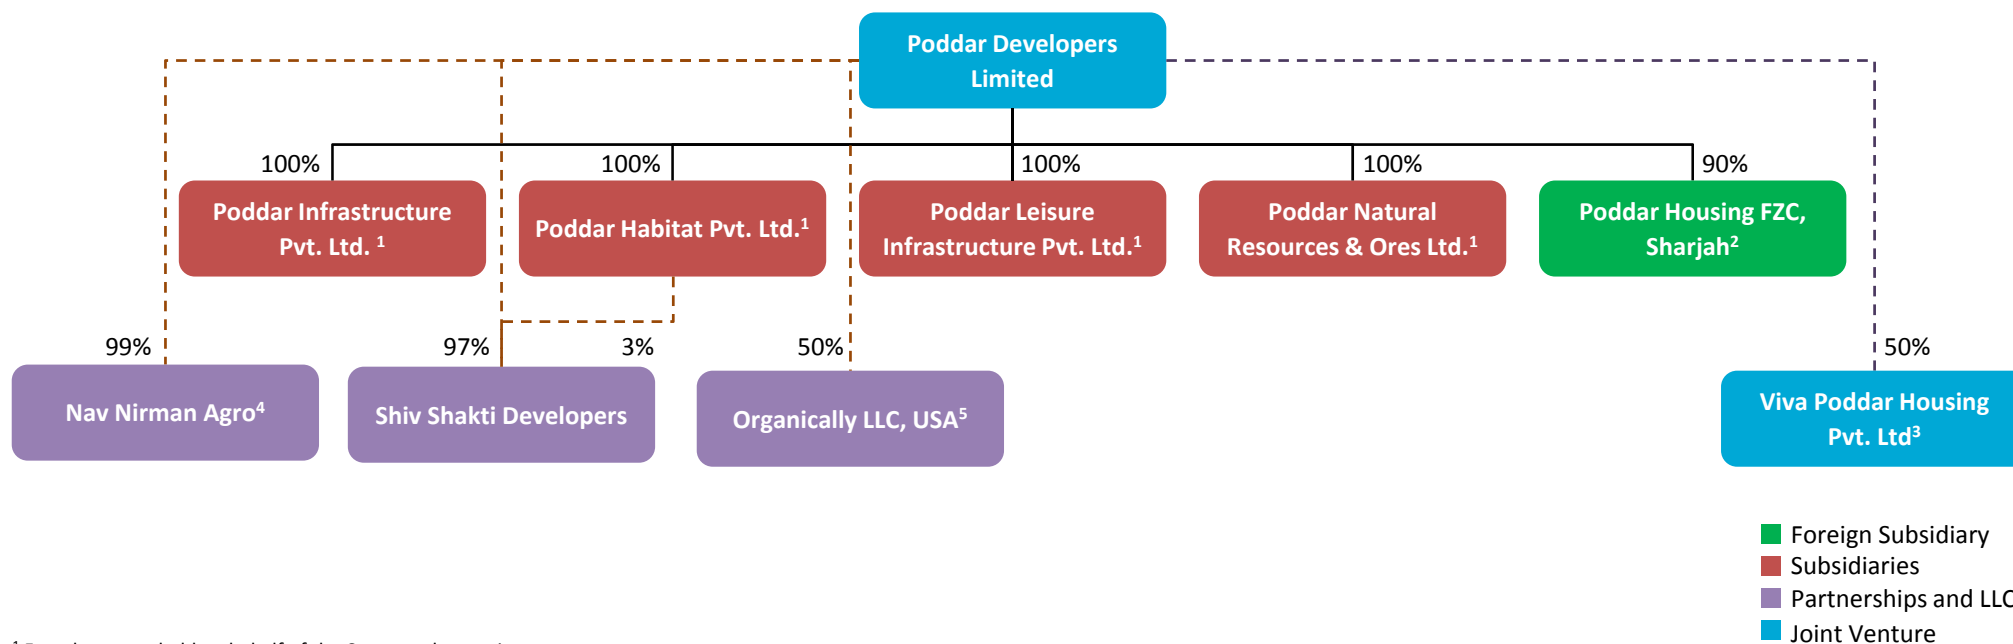 Poddar Developers
Limited
100%
100%
100%
100%
90%
Poddar Infrastructure
Pvt. Ltd. ¹
Poddar Habitat Pvt. Ltd.¹
Poddar Leisure
Infrastructure Pvt. Ltd.¹
Poddar Natural
Resources & Ores Ltd.¹
Poddar Housing FZC,
Sharjah²
99%
97%
3%
50%
50%
Nav Nirman Agro⁴
Shiv Shakti Developers
Organically LLC, USA⁵
Viva Poddar Housing
Pvt. Ltd³
Foreign Subsidiary
Subsidiaries
Partnerships and LLC
Joint Venture